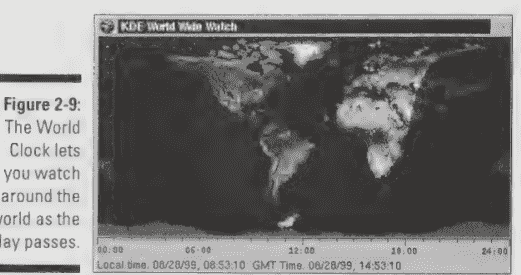 KDE World Wide Watch
Figure 2-9:
The World
Clock lets
you watch
around the
world as the
day passes.
00:00 06:00 12:00 18:00 24:00
Local time. 08/28/99, 08:53:10 GMT Time. 08/28/99, 14:53:10